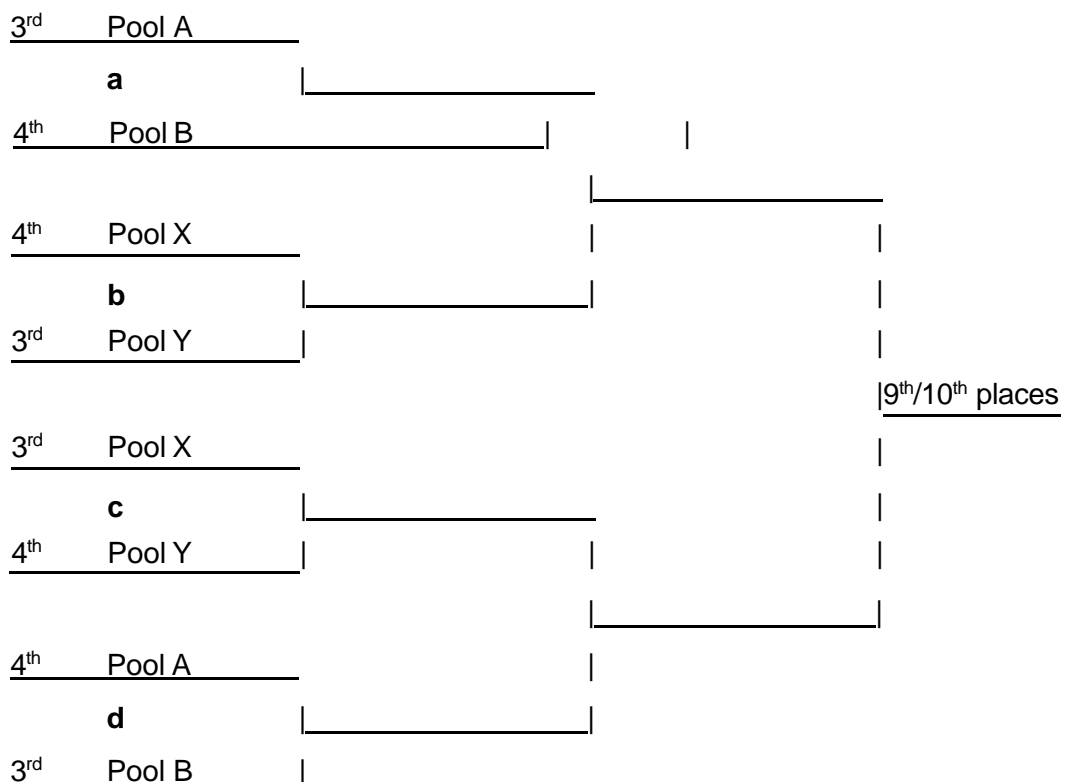 3rd Pool A
a
4th Pool B
4th Pool X
b
3rd Pool Y
9th/10th places
3rd Pool X
c
4th Pool Y
4th Pool A
d
3rd Pool B